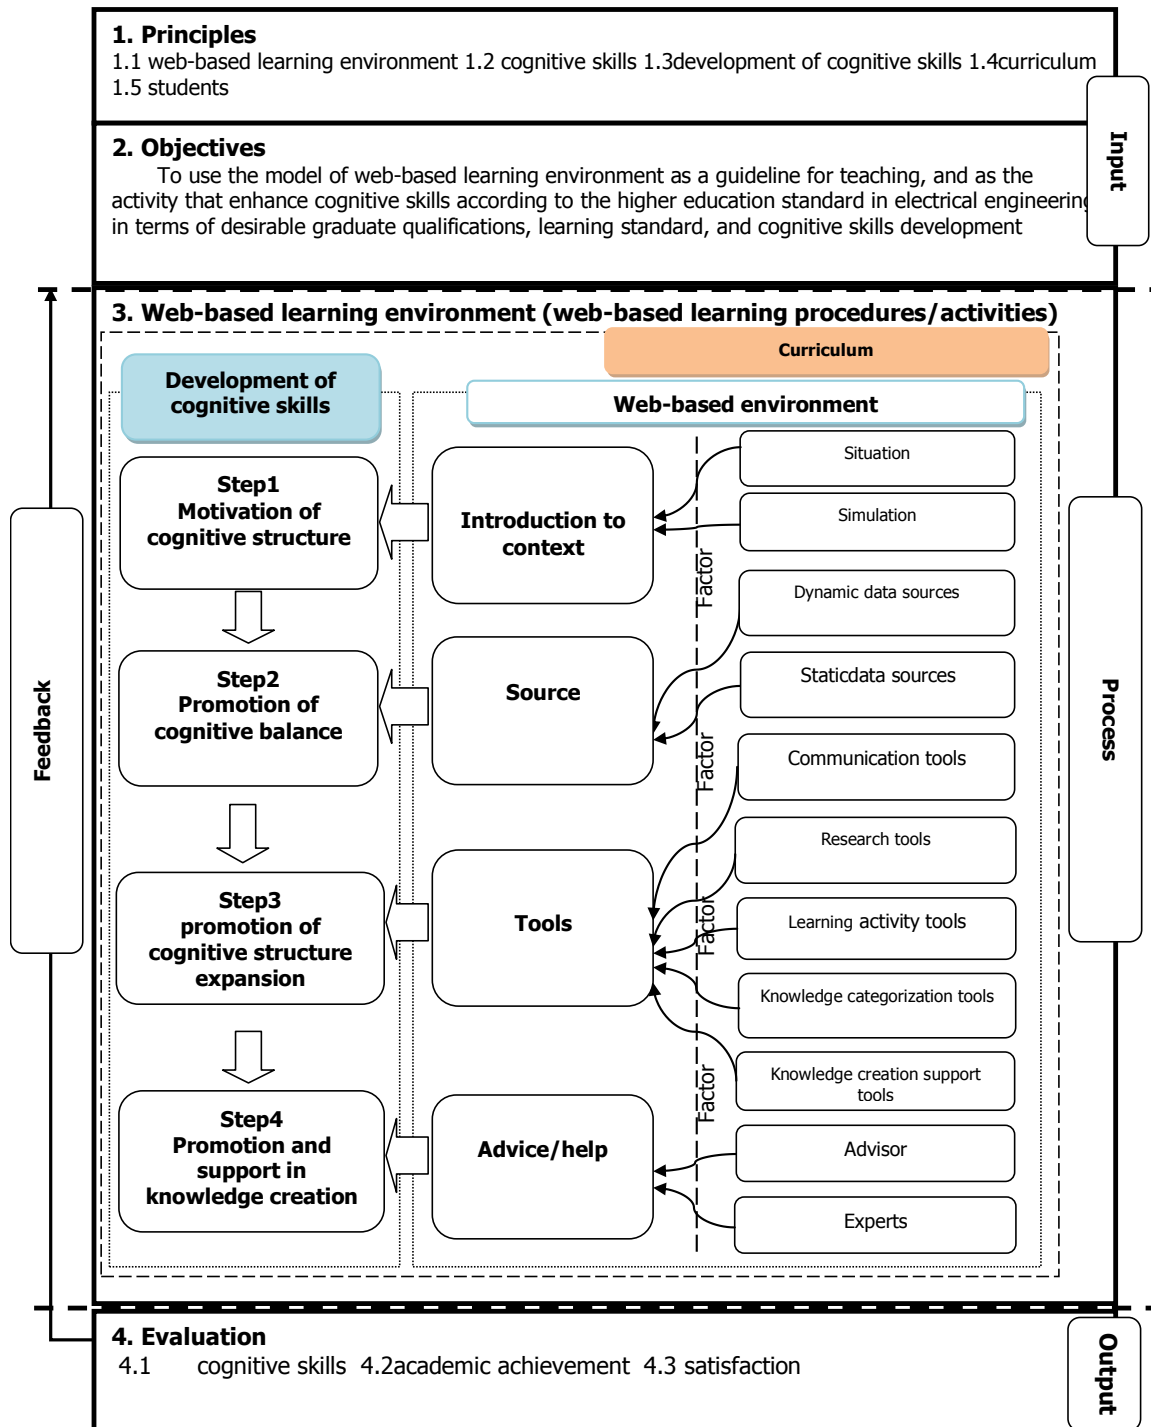 1. Principles
1.1 web-based learning environment 1.2 cognitive skills 1.3development of cognitive skills 1.4curriculum
1.5 students
Input
2. Objectives
To use the model of web-based learning environment as a guideline for teaching, and as the
activity that enhance cognitive skills according to the higher education standard in electrical engineering
in terms of desirable graduate qualifications, learning standard, and cognitive skills development
3. Web-based learning environment (web-based learning procedures/activities)
Curriculum
Development of
cognitive skills
Web-based environment
Step1
Motivation of
cognitive structure
Introduction to
context
Situation
Simulation
Factor
Dynamic data sources
Step2
Promotion of
cognitive balance
Source
Staticdata sources
Factor
Communication tools
Research tools
Step3
promotion of
cognitive structure
expansion
Tools
Factor
Learning activity tools
Knowledge categorization tools
Knowledge creation support
tools
Factor
Step4
Promotion and
support in
knowledge creation
Advice/help
Advisor
Experts
Feedback
Process
4. Evaluation
4.1 cognitive skills 4.2academic achievement 4.3 satisfaction
Output